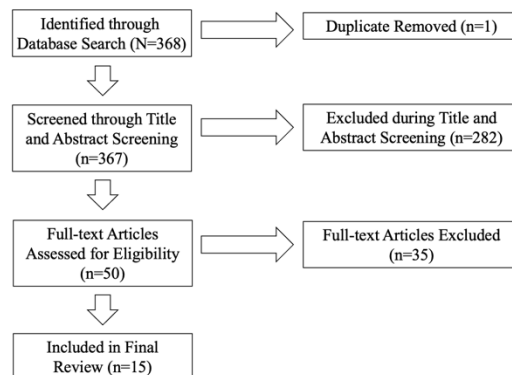 Identified through
Database Search (N=368)
Duplicate Removed (n=1)
Screened through Title
and Abstract Screening
(n=367)
Excluded during Title and
Abstract Screening (n=282)
Full-text Articles
Assessed for Eligibility
(n=50)
Full-text Articles Excluded
(n=35)
Included in Final
Review (n=15)